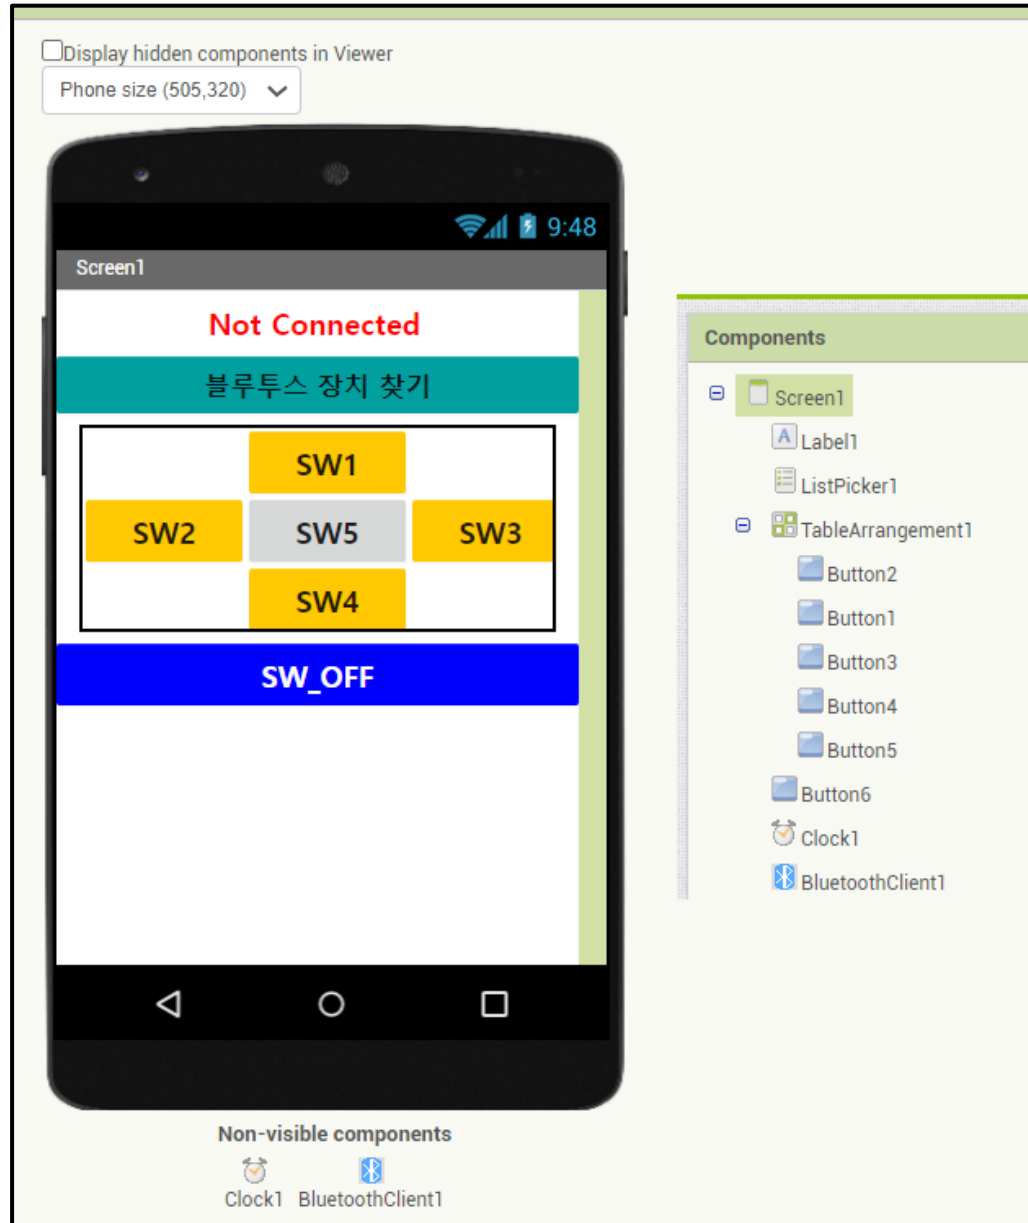 Display hidden components in Viewer
Phone size (505,320)
9:48
Screen1
Not Connected
블루투스 장치 찾기
SW1
SW2 SW5 SW3
SW4
SW_OFF
Non-visible components
Clock1 BluetoothClient1
Components
Screen1
A Label1
ListPicker1
TableArrangement1
Button2
Button1
Button3
Button4
Button5
Button6
Clock1
BluetoothClient1